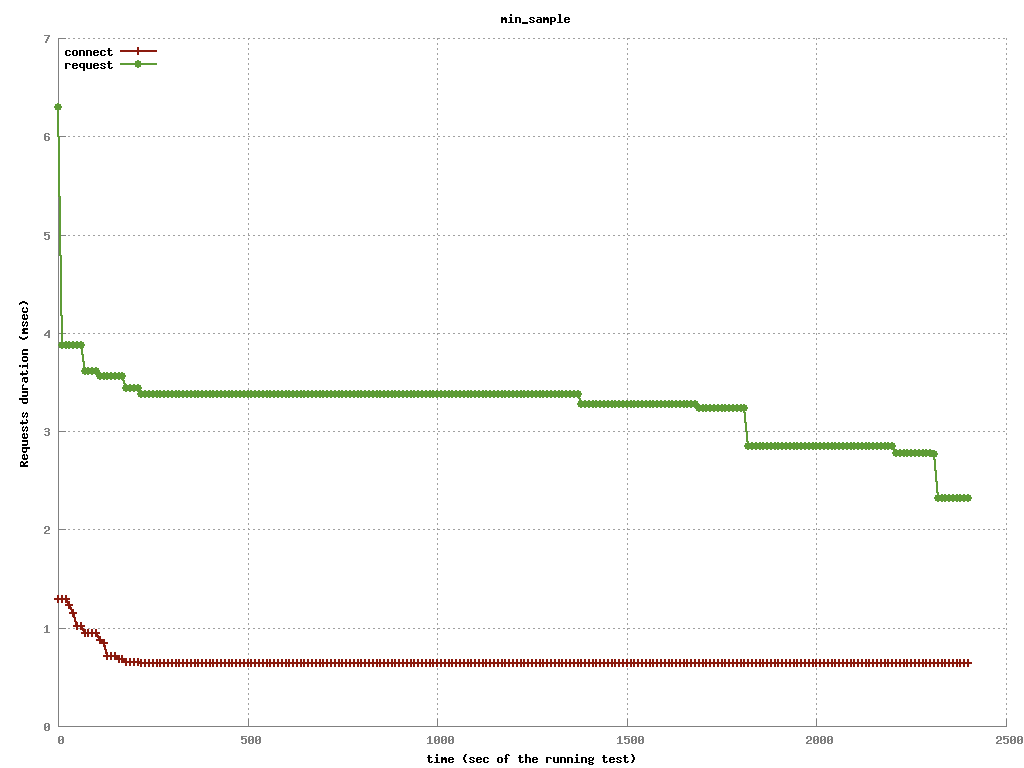 min_sample
7
connect
request
6
5
4
3
2
1
0
Requests duration (msec)
0 500 1000 1500 2000 2500
time (sec of the running test)